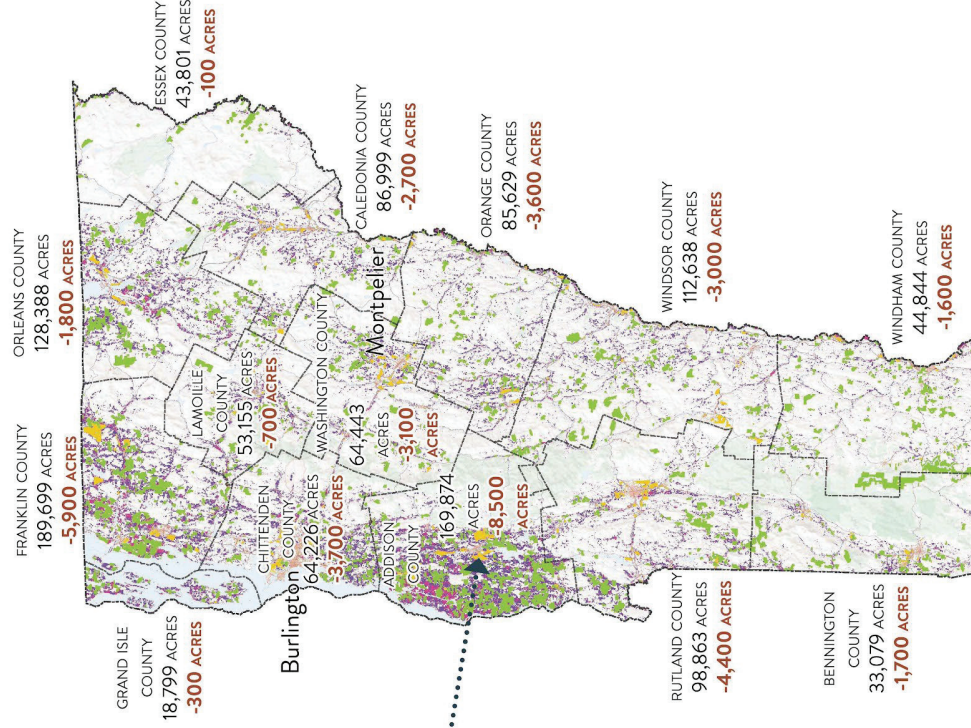 FRANKLIN COUNTY
189,699 ACRES
-5,900 ACRES
ORLEANS COUNTY
128,388 ACRES
-1,800 ACRES
ESSEX COUNTY
43,801 ACRES
-100 ACRES
GRAND ISLE
COUNTY
18,799 ACRES
-300 ACRES
LAMOILLE
COUNTY
53,155 ACRES
-700 ACRES
CALEDONIA COUNTY
86,999 ACRES
-2,700 ACRES
Burlington
CHITTENDEN
COUNTY
64,226 ACRES
-3,700 ACRES
WASHINGTON COUNTY
64,443
ACRES
-3,100
ACRES
Montpelier
ADDISON
COUNTY
169,874
ACRES
-8,500
ACRES
ORANGE COUNTY
85,629 ACRES
-3,600 ACRES
RUTLAND COUNTY
98,863 ACRES
-4,400 ACRES
WINDSOR COUNTY
112,638 ACRES
-3,000 ACRES
BENNINGTON
COUNTY
33,079 ACRES
-1,700 ACRES
WINDHAM COUNTY
44,844 ACRES
-1,600 ACRES